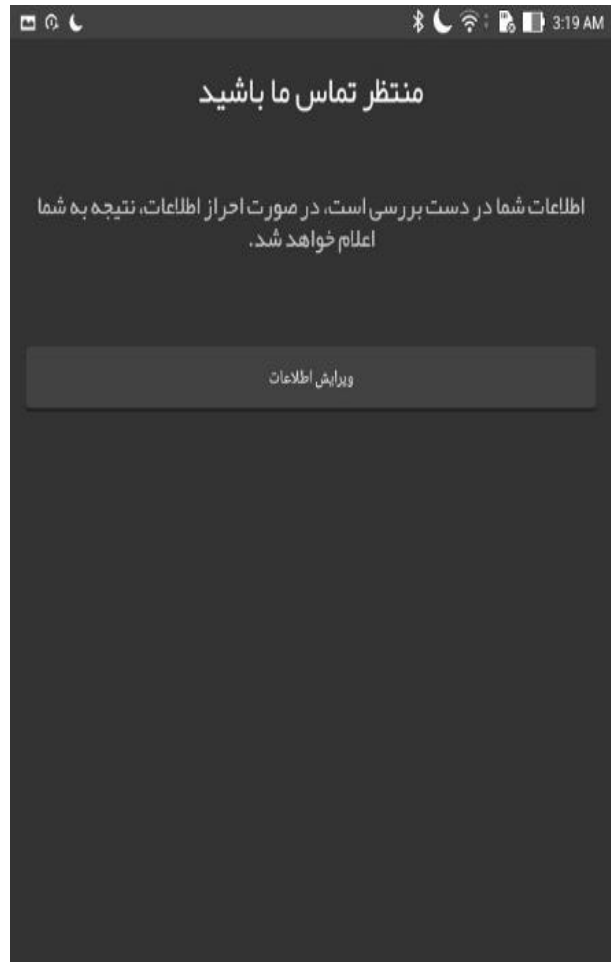 3:19 AM
منتظر تماس ما باشید
اطلاعات شما در دست بررسی است، در صورت احراز اطلاعات، نتیجه به شما
اعلام خواهد شد.
ویرایش اطلاعات